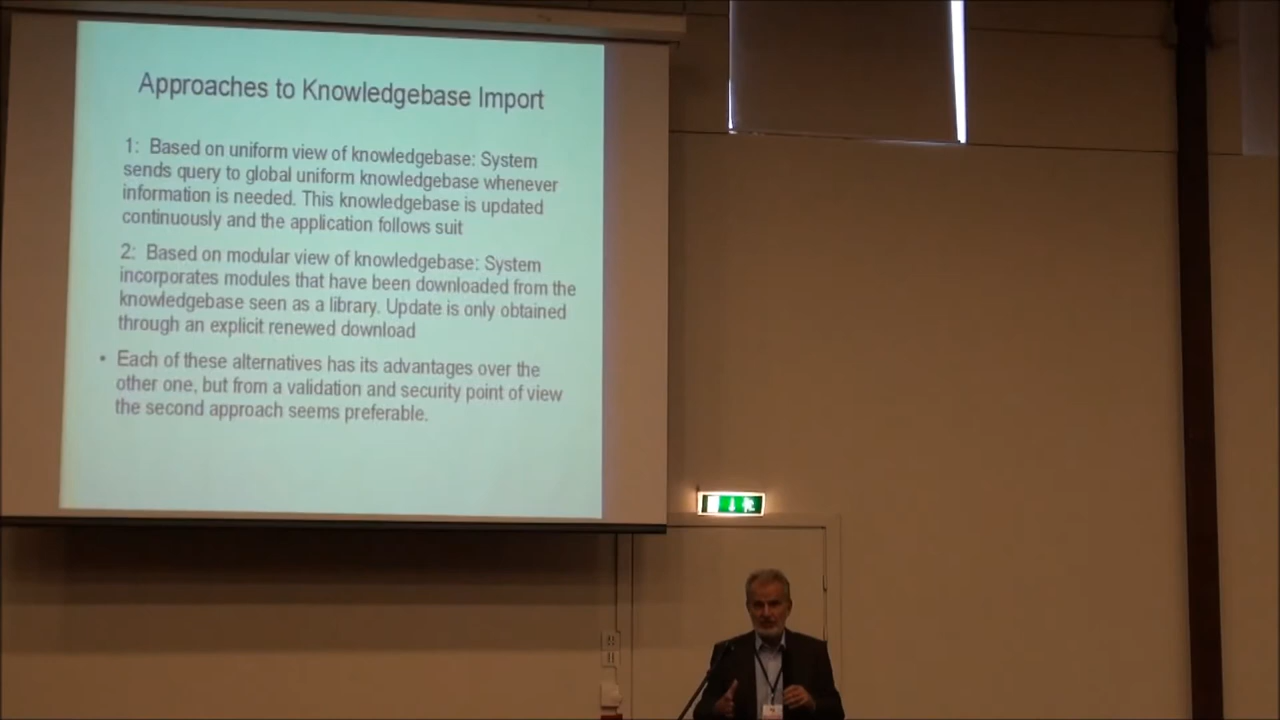 Approaches to Knowledgebase Import
1: Based on uniform view of knowledgebase: System
sends query to global uniform knowledgebase whenever
information is needed. This knowledgebase is updated
continuously and the application follows suit
2: Based on modular view of knowledgebase: System
incorporates modules that have been downloaded from the
knowledgebase seen as a library. Update is only obtained
through an explicit renewed download
• Each of these alternatives has its advantages over the
other one, but from a validation and security point of view
the second approach seems preferable.